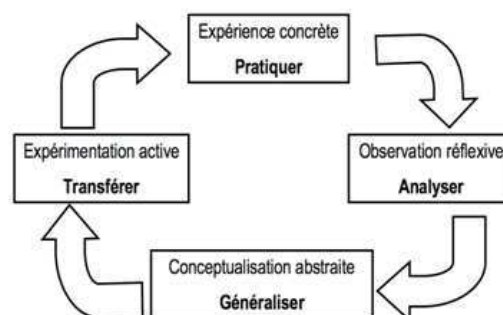 Expérience concrète
Pratiquer
Expérimentation active
Transférer
Observation réflexive
Analyser
Conceptualisation abstraite
Généraliser